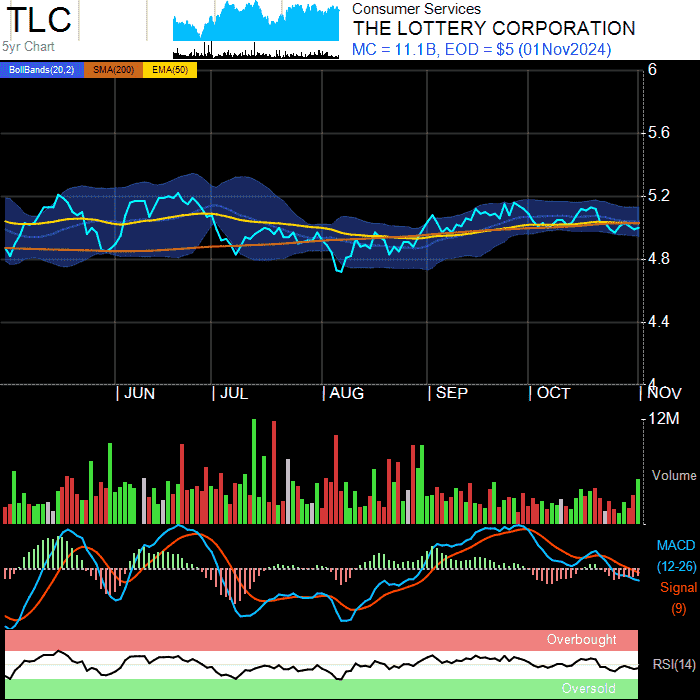 TLC
5yr Chart
Consumer Services
THE LOTTERY CORPORATION
MC = 11.1B, EOD = $5 (01Nov2024)
BollBands(20,2) SMA(200) EMA(50)
6
5.6
5.2
4.8
4.4
4
| JUN | JUL | AUG | SEP | OCT | NOV
12M
Volume
MACD
(12-26)
Signal
(9)
Overbought
RSI(14)
Oversold